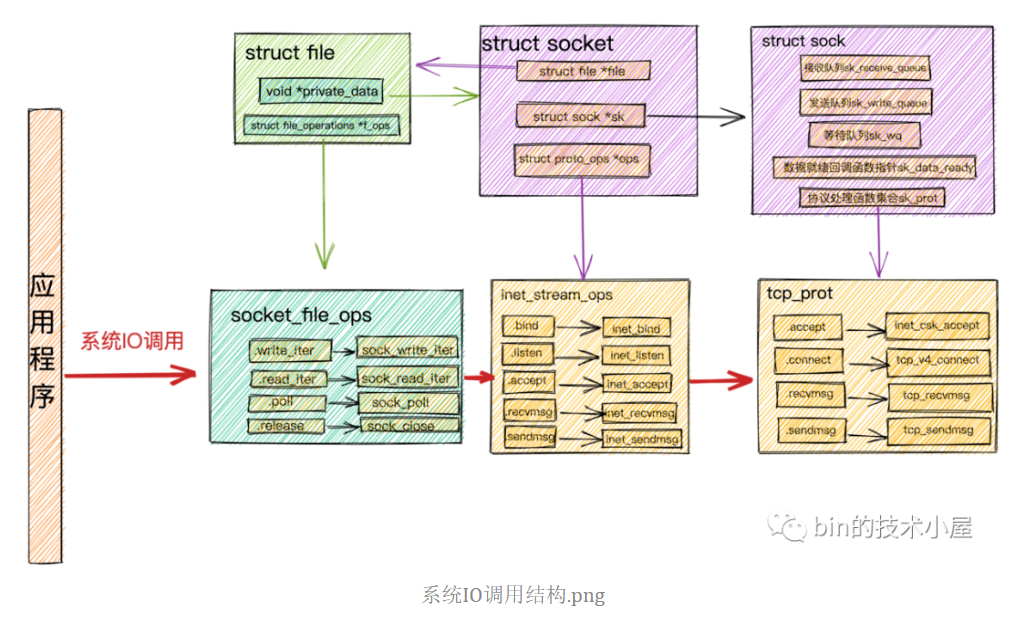 struct file
void *private_data
struct file_operations *f_ops
struct socket
struct file *file
struct sock *sk
struct proto_ops *ops
struct sock
接收队列sk_receive_queue
发送队列sk_write_queue
等待队列sk_wq
数据就绪回调函数指针sk_data_ready
协议处理函数集合sk_prot
应用程序
系统IO调用
socket_file_ops
.write_iter
sock_write_iter
.read_iter
sock_read_iter
.poll
sock_poll
.release
sock_close
inet_stream_ops
.bind
inet_bind
.listen
inet_listen
.accept
inet_accept
.recvmsg
inet_recvmsg
.sendmsg
inet_sendmsg
tcp_prot
.accept
inet_csk_accept
.connect
tcp_v4_connect
.recvmsg
tcp_recvmsg
.sendmsg
tcp_sendmsg
bin的技术小屋
系统IO调用结构.png